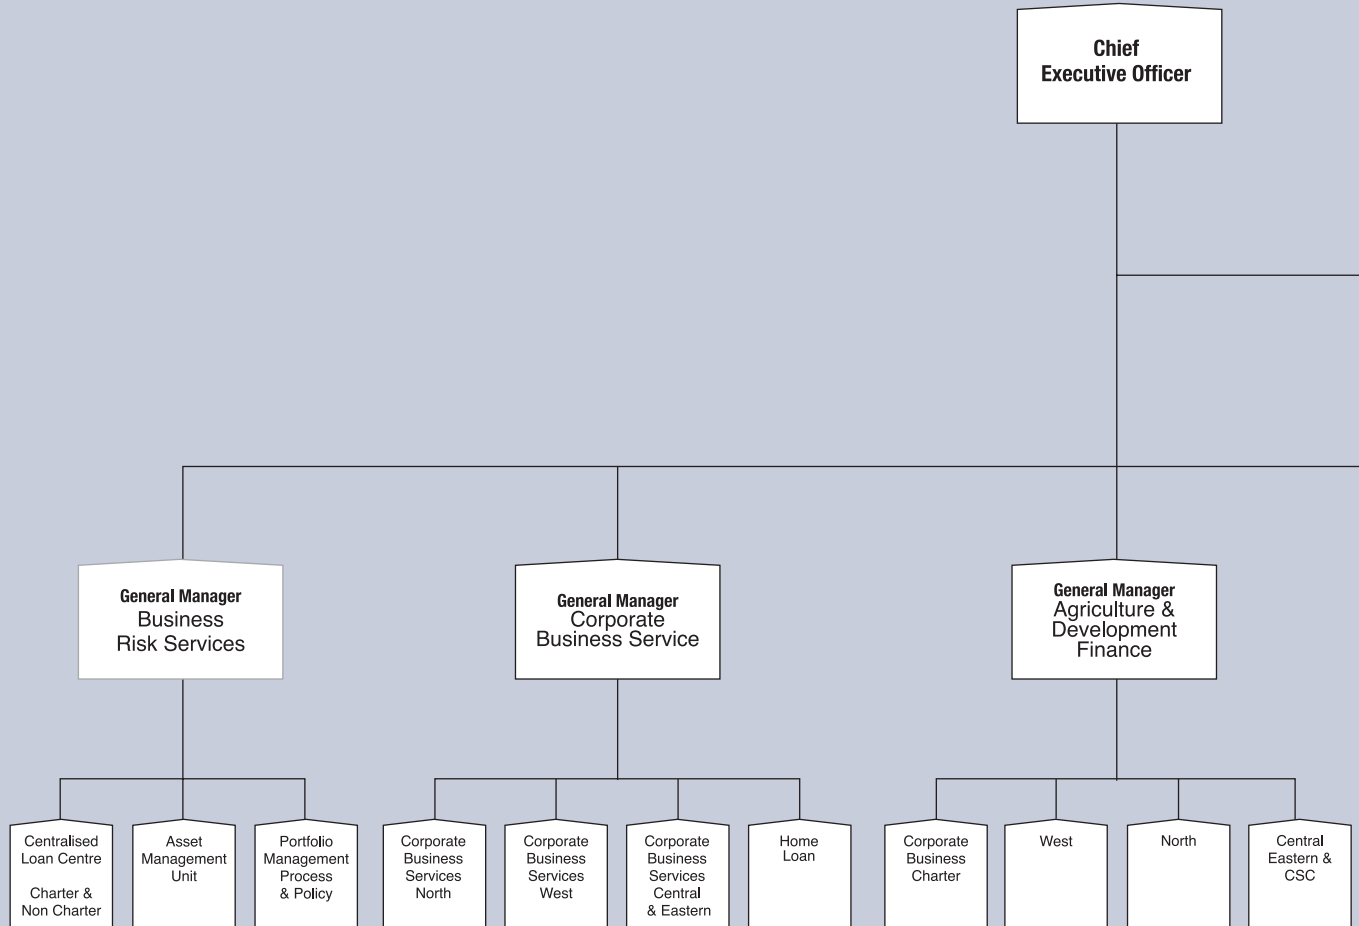 Chief
Executive Officer
General Manager
Business
Risk Services
General Manager
Corporate
Business Service
General Manager
Agriculture &
Development
Finance
Centralised
Loan Centre
Charter &
Non Charter
Asset
Management
Unit
Portfolio
Management
Process
& Policy
Corporate
Business
Services
North
Corporate
Business
Services
West
Corporate
Business
Services
Central
& Eastern
Home
Loan
Corporate
Business
Charter
West
North
Central
Eastern &
CSC